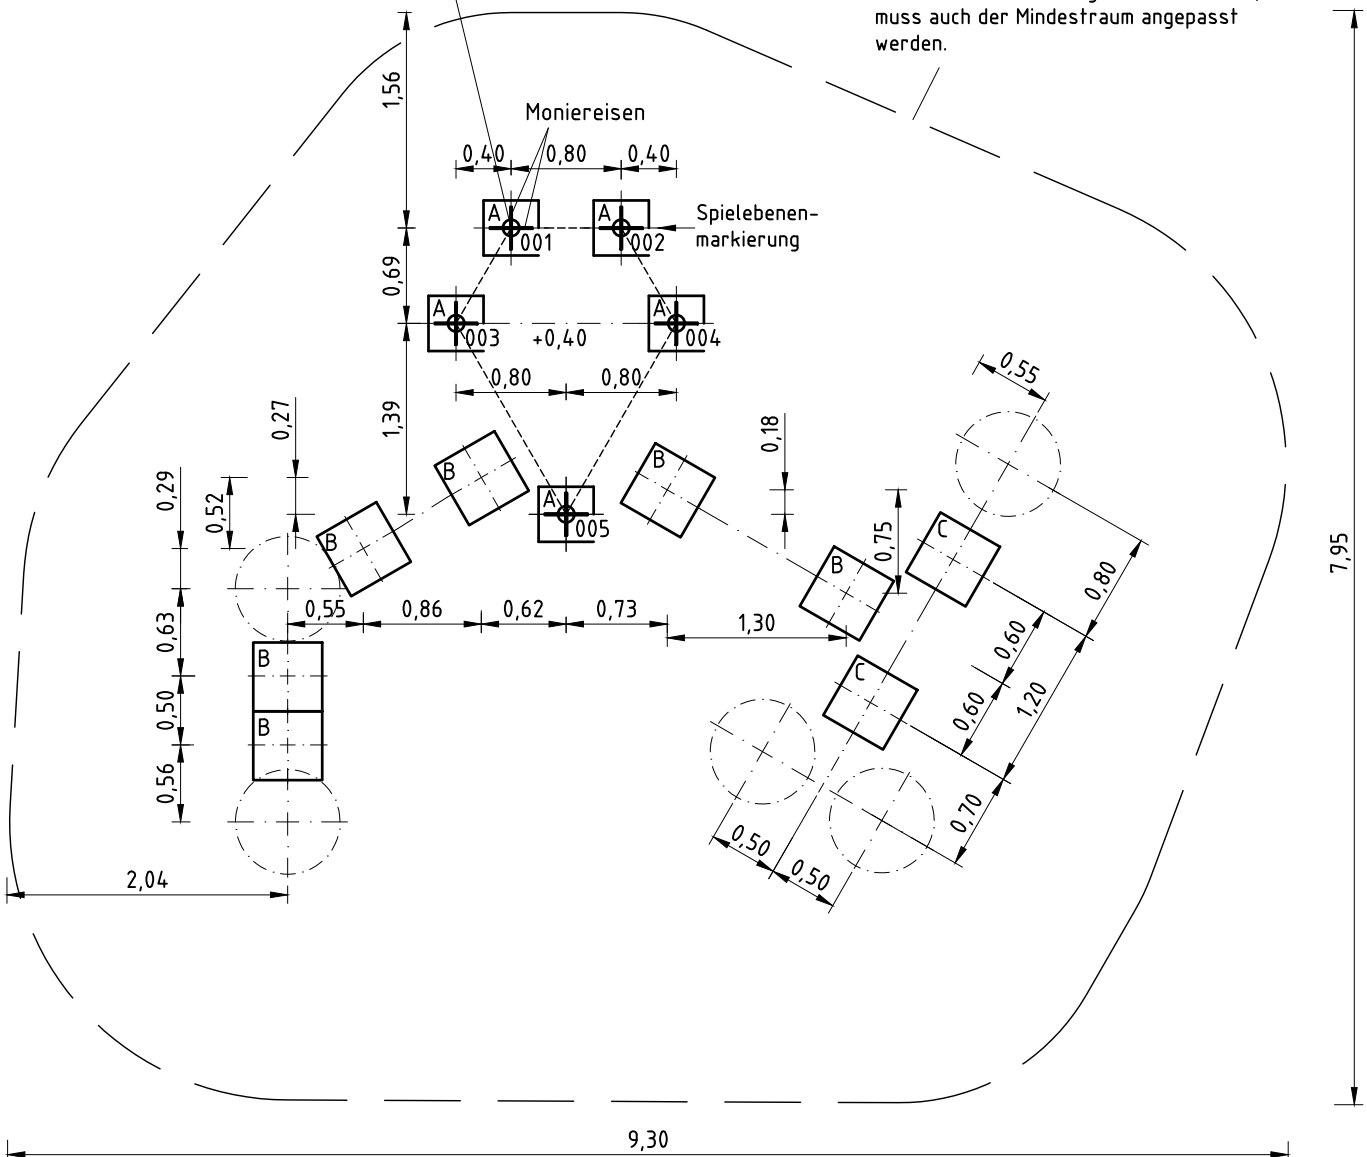 muss auch der Mindestraum angepasst
werden.
1,56
Moniereisen
0,40 0,80 0,40
A A
001 002
Spielebenen-
markierung
0,69
A A
003 +0,40 004
0,80 0,80
0,55
1,39
0,27
0,18
B B
0,29
0,52
A
005
0,75
C
B B
7,95
0,80
0,55 0,86 0,62 0,73 1,30
0,63
0,60
B
C
0,50
1,20
0,60
B
0,56
0,70
0,50
0,50
2,04
9,30